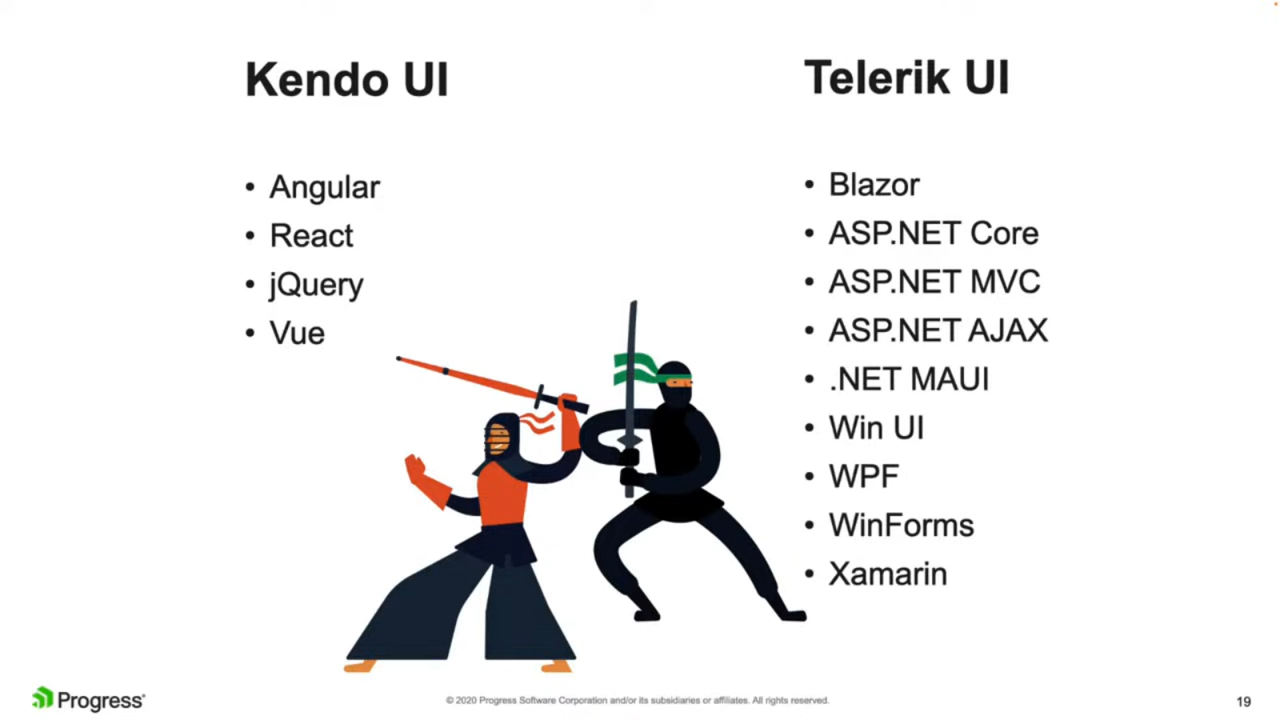 Kendo UI
• Angular
• React
• jQuery
• Vue
Telerik UI
• Blazor
• ASP.NET Core
• ASP.NET MVC
• ASP.NET AJAX
• .NET MAUI
• Win UI
• WPF
• WinForms
• Xamarin
Progress®
© 2020 Progress Software Corporation and/or its subsidiaries or affiliates. All rights reserved.
19